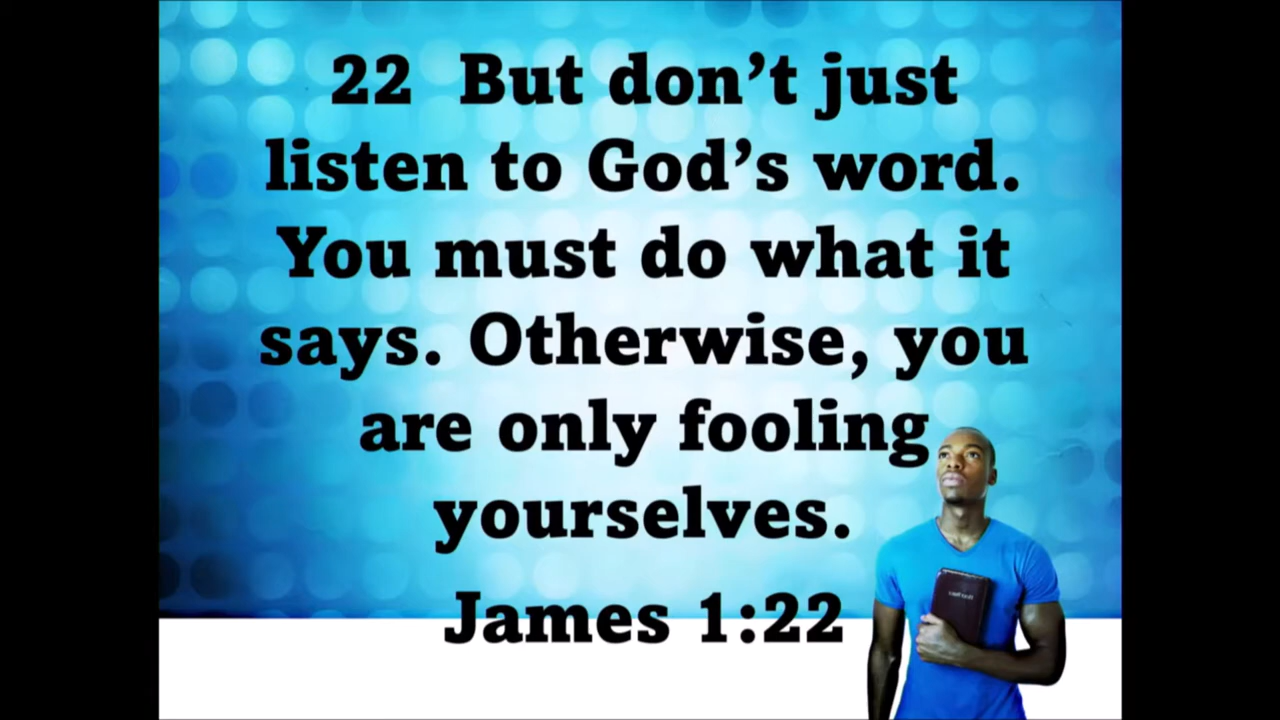 22  But don’t just
listen to God’s word.
You must do what it
says. Otherwise, you
are only fooling
yourselves.
James 1:22